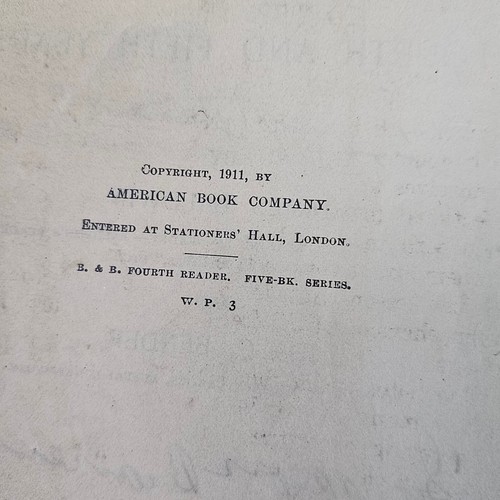 COPYRIGHT, 1911, BY
AMERICAN BOOK COMPANY.
ENTERED AT STATIONERS' HALL, LONDON.
B. & B. FOURTH READER. FIVE-BK. SERIES.
W. P. 3